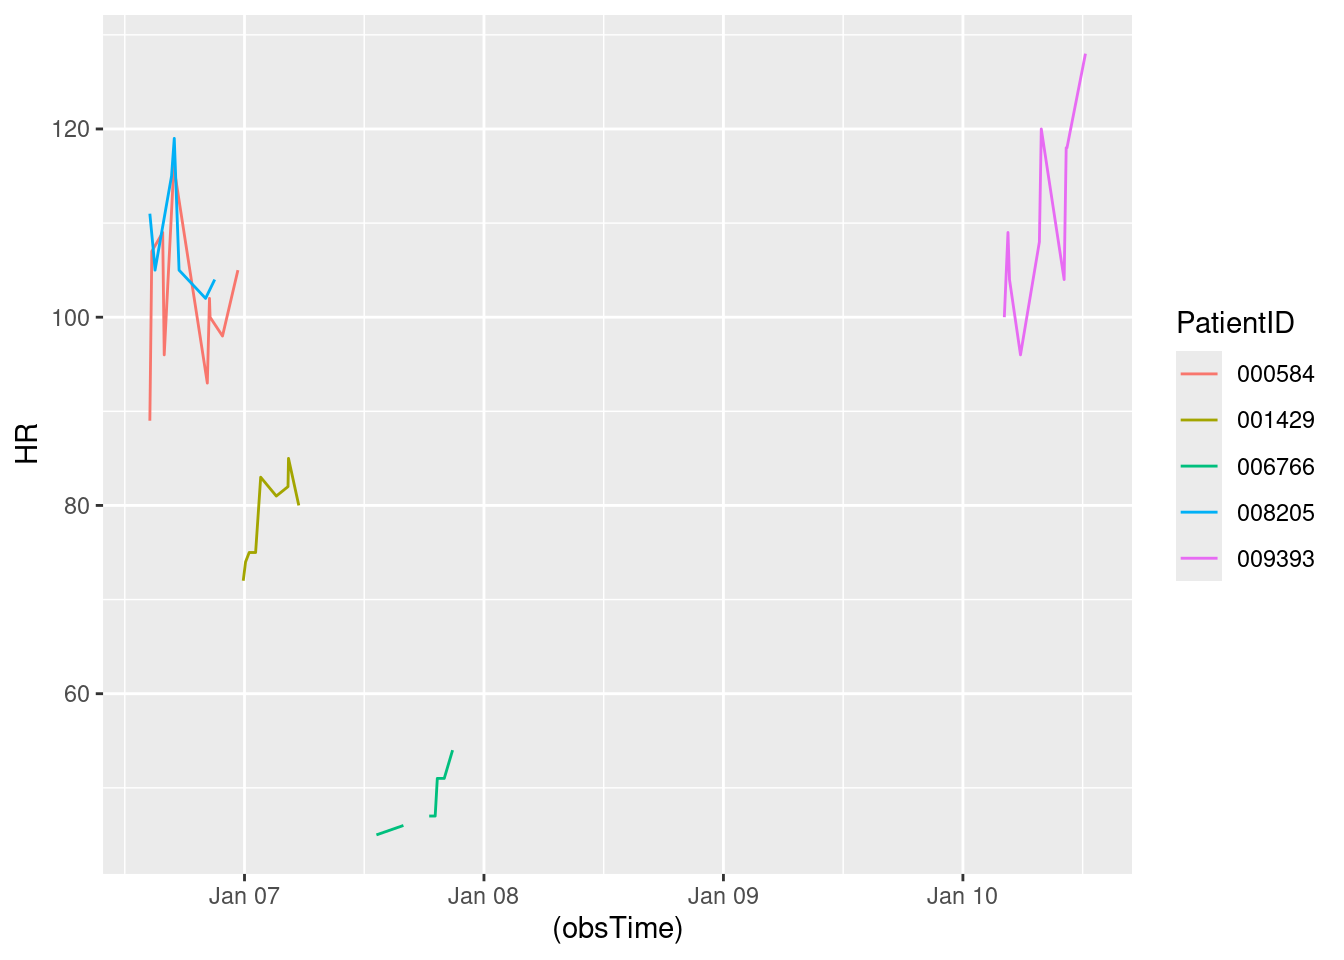 120
100
80
60
HR
Jan 07
Jan 08
Jan 09
Jan 10
(obsTime)
PatientID
000584
001429
006766
008205
009393